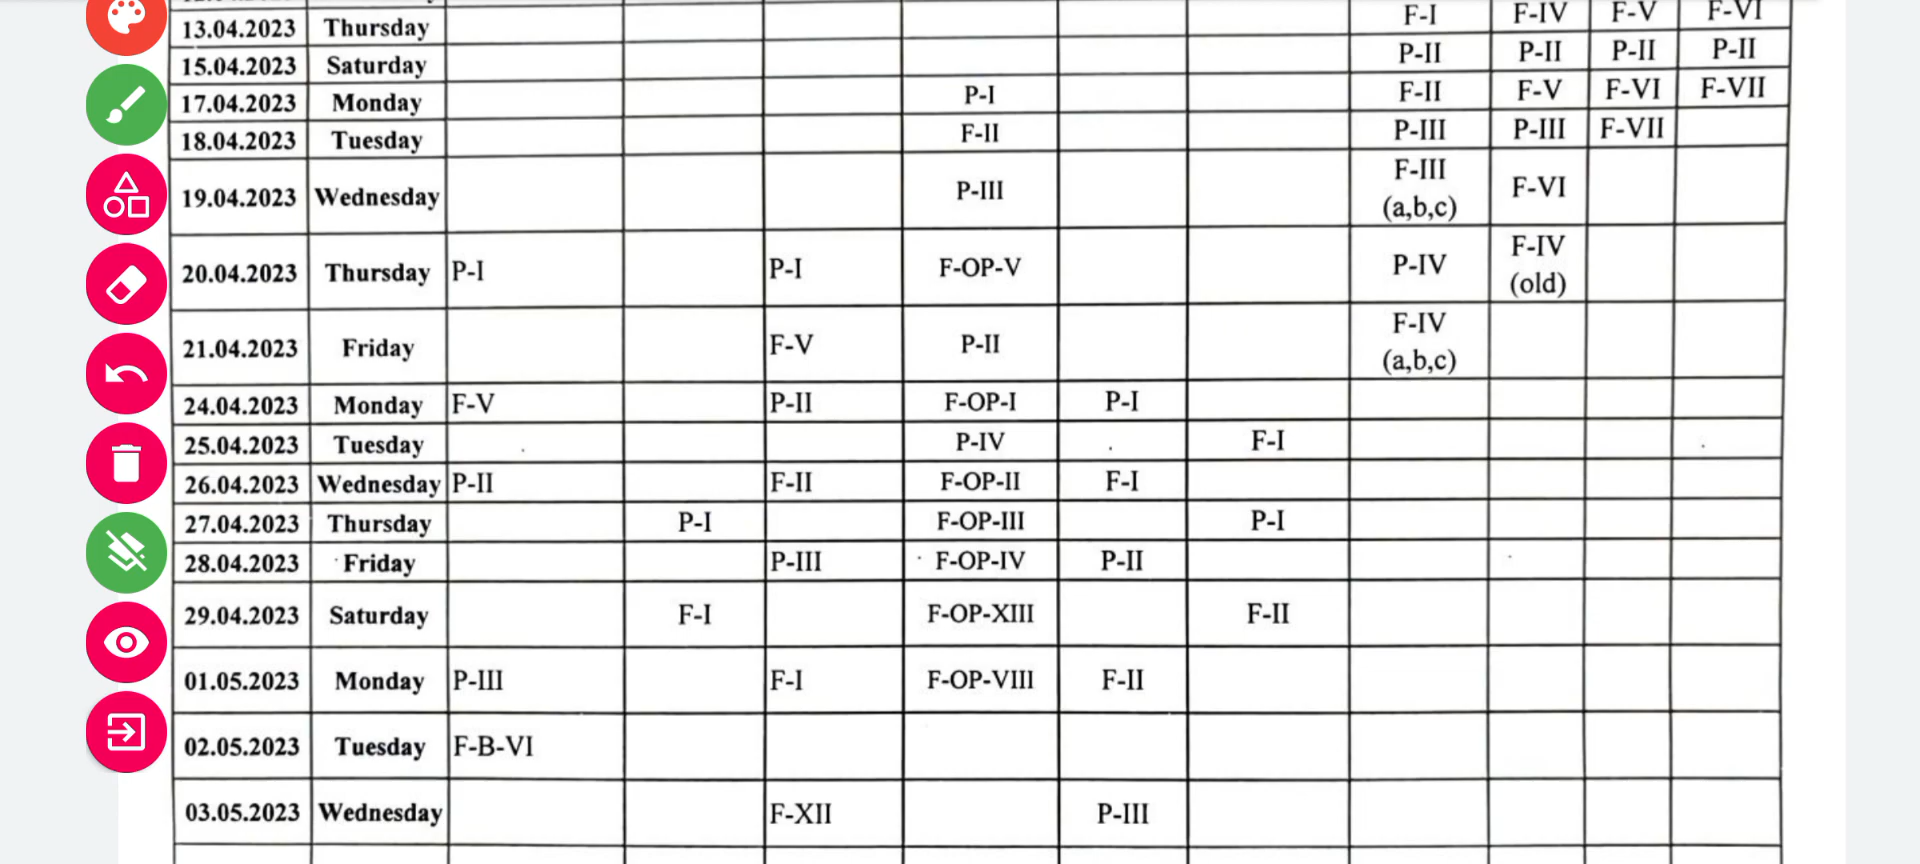 F-I F-IV F-V F-VI
13.04.2023 Thursday
15.04.2023 Saturday P-II P-II P-II P-II
17.04.2023 Monday P-I F-II F-V F-VI F-VII
18.04.2023 Tuesday F-II P-III P-III F-VII
19.04.2023 Wednesday P-III F-III (a,b,c) F-VI
20.04.2023 Thursday P-I P-I F-OP-V P-IV F-IV (old)
21.04.2023 Friday F-V P-II F-IV (a,b,c)
24.04.2023 Monday F-V P-II F-OP-I P-I
25.04.2023 Tuesday P-IV F-I
26.04.2023 Wednesday P-II F-II F-OP-II F-I
27.04.2023 Thursday P-I F-OP-III P-I
28.04.2023 Friday P-III F-OP-IV P-II
29.04.2023 Saturday F-I F-OP-XIII F-II
01.05.2023 Monday P-III F-I F-OP-VIII F-II
02.05.2023 Tuesday F-B-VI
03.05.2023 Wednesday F-XII P-III